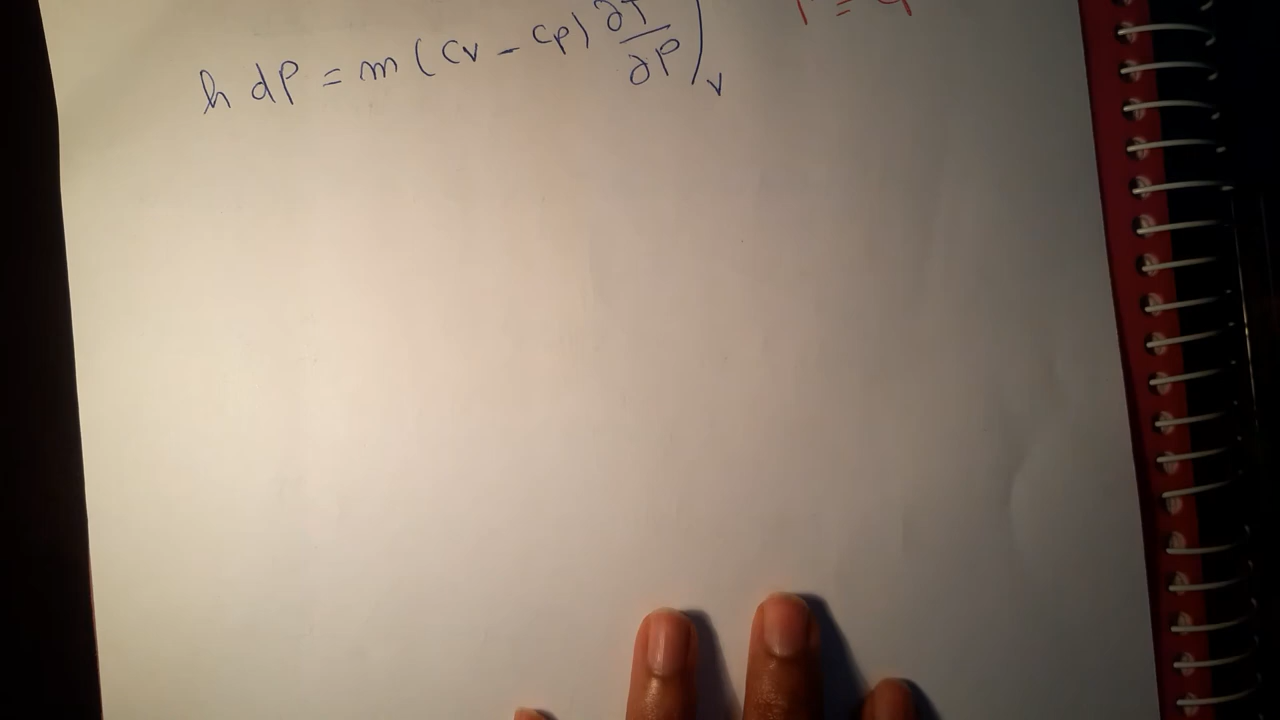 h dP = m (Cv - Cp) ∂T/∂P)v